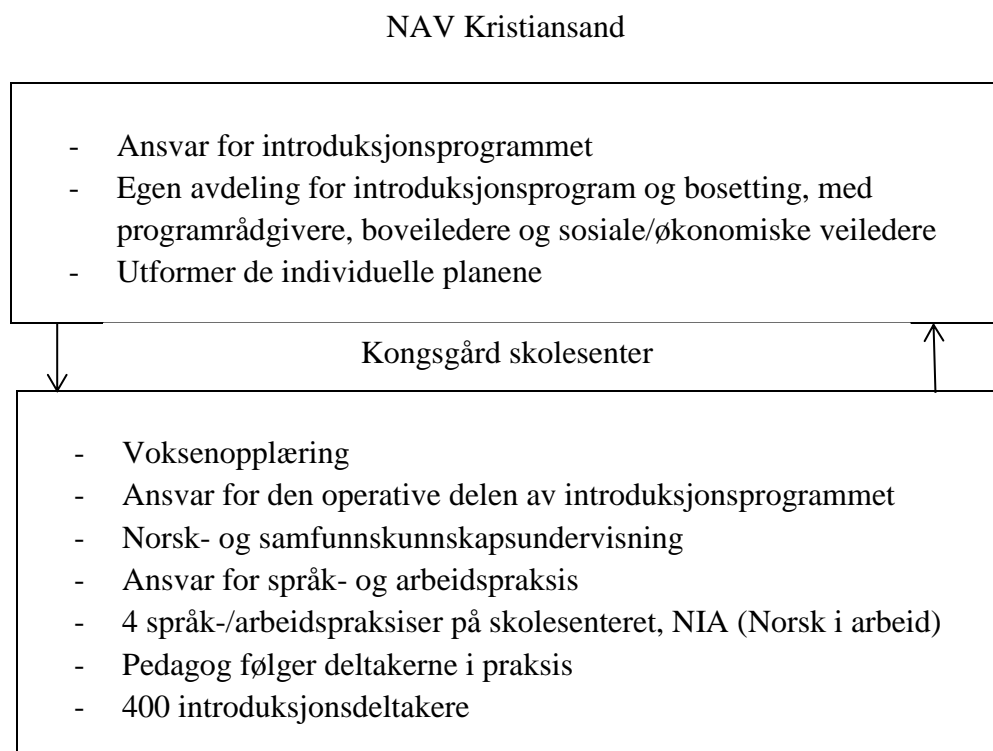 NAV Kristiansand
- Ansvar for introduksjonsprogrammet
- Egen avdeling for introduksjonsprogram og bosetting, med
programrådgivere, boveiledere og sosiale/økonomiske veiledere
- Utformer de individuelle planene
Kongsgård skolesenter
- Voksenopplæring
- Ansvar for den operative delen av introduksjonsprogrammet
- Norsk- og samfunnskunnskapsundervisning
- Ansvar for språk- og arbeidspraksis
- 4 språk-/arbeidspraksiser på skolesenteret, NIA (Norsk i arbeid)
- Pedagog følger deltakerne i praksis
- 400 introduksjonsdeltakere